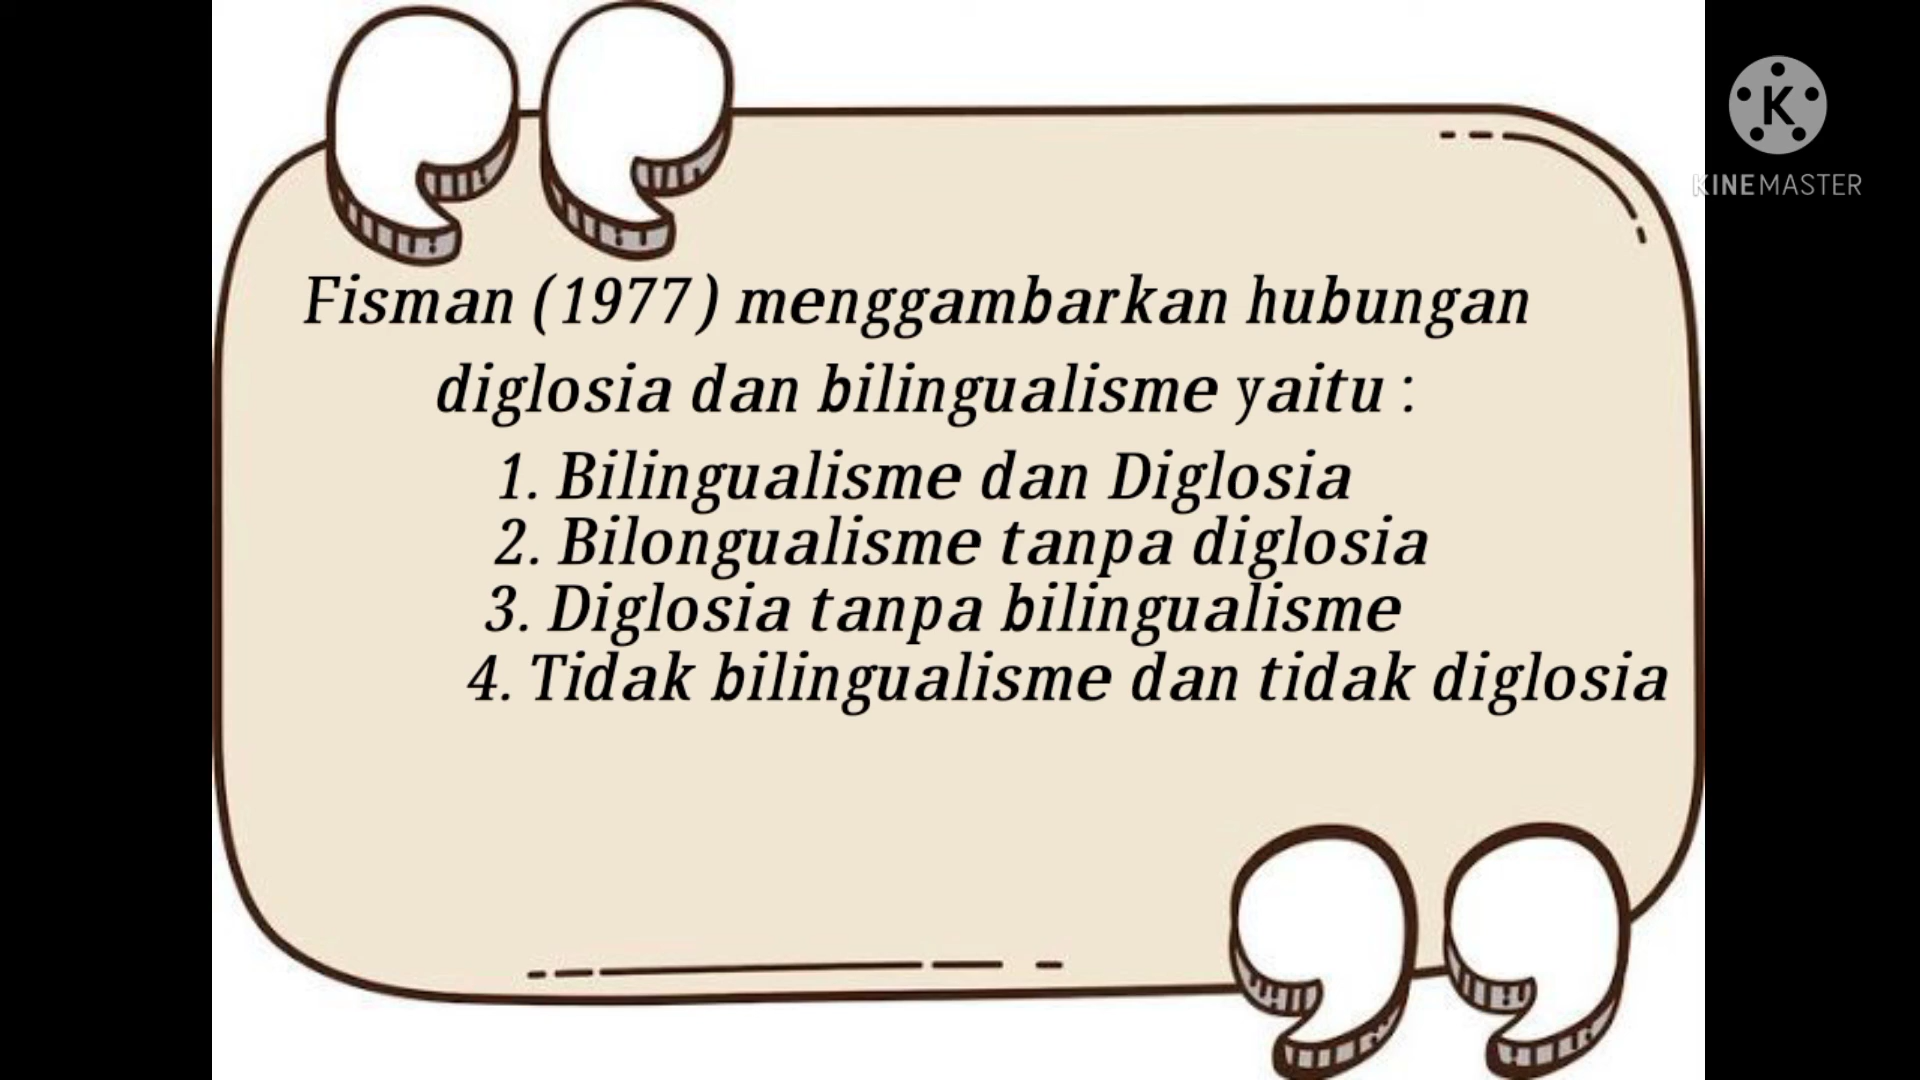 Fisman (1977) menggambarkan hubungan
diglosia dan bilingualisme yaitu :
1. Bilingualisme dan Diglosia
2. Bilongualisme tanpa diglosia
3. Diglosia tanpa bilingualisme
4. Tidak bilingualisme dan tidak diglosia
K
KINEMASTER